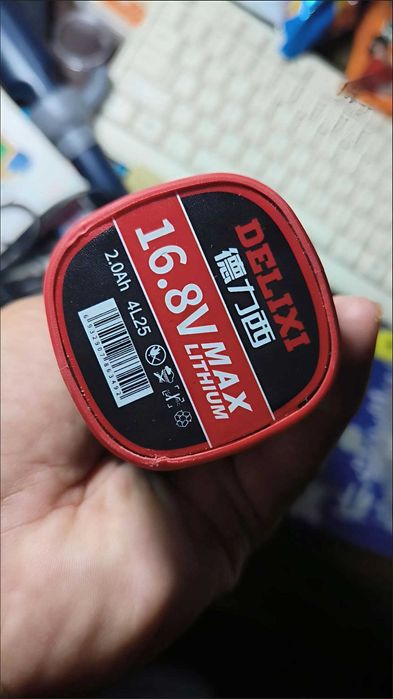 DELIXI
德力西
16.8V MAX
LITHIUM
2.0Ah 4L25